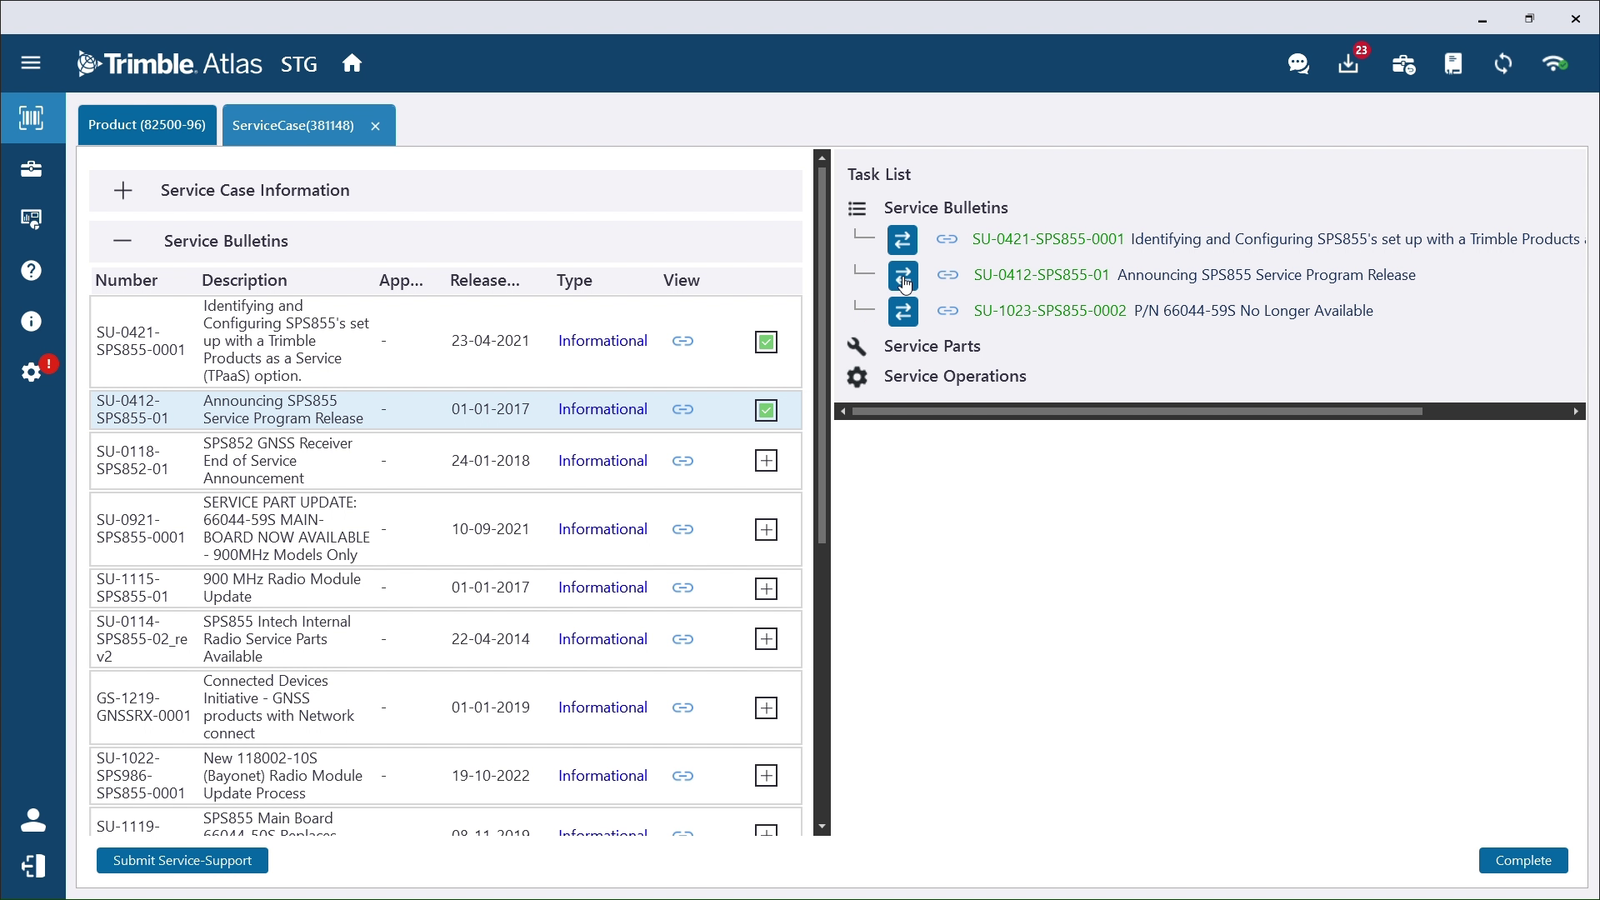 Trimble. Atlas STG
23
Product (82500-96)
ServiceCase(381148)
Service Case Information
Service Bulletins
Number Description App... Release... Type View
SU-0421-
SPS855-0001
Identifying and
Configuring SPS855's set
up with a Trimble
Products as a Service
(TPaaS) option.
- 23-04-2021 Informational
SU-0412-
SPS855-01
Announcing SPS855
Service Program Release
- 01-01-2017 Informational
SU-0118-
SPS852-01
SPS852 GNSS Receiver
End of Service
Announcement
- 24-01-2018 Informational
SU-0921-
SPS855-0001
SERVICE PART UPDATE:
66044-59S MAIN-
BOARD NOW AVAILABLE
- 900MHz Models Only
- 10-09-2021 Informational
SU-1115-
SPS855-01
900 MHz Radio Module
Update
- 01-01-2017 Informational
SU-0114-
SPS855-02_re
v2
SPS855 Intech Internal
Radio Service Parts
Available
- 22-04-2014 Informational
GS-1219-
GNSSRX-0001
Connected Devices
Initiative - GNSS
products with Network
connect
- 01-01-2019 Informational
SU-1022-
SPS986-
SPS855-0001
New 118002-10S
(Bayonet) Radio Module
Update Process
- 19-10-2022 Informational
SU-1119-
SPS855 Main Board
66044-50S Replaces
08-11-2019 Informational
Submit Service-Support
Task List
Service Bulletins
SU-0421-SPS855-0001 Identifying and Configuring SPS855's set up with a Trimble Products
SU-0412-SPS855-01 Announcing SPS855 Service Program Release
SU-1023-SPS855-0002 P/N 66044-59S No Longer Available
Service Parts
Service Operations
Complete